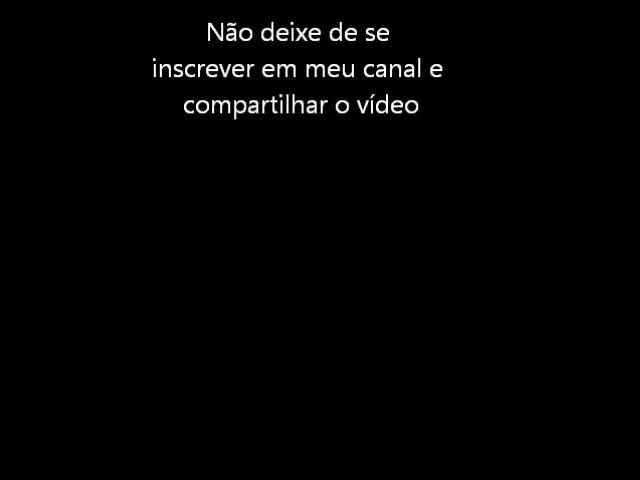 Não deixe de se
inscrever em meu canal e
compartilhar o vídeo